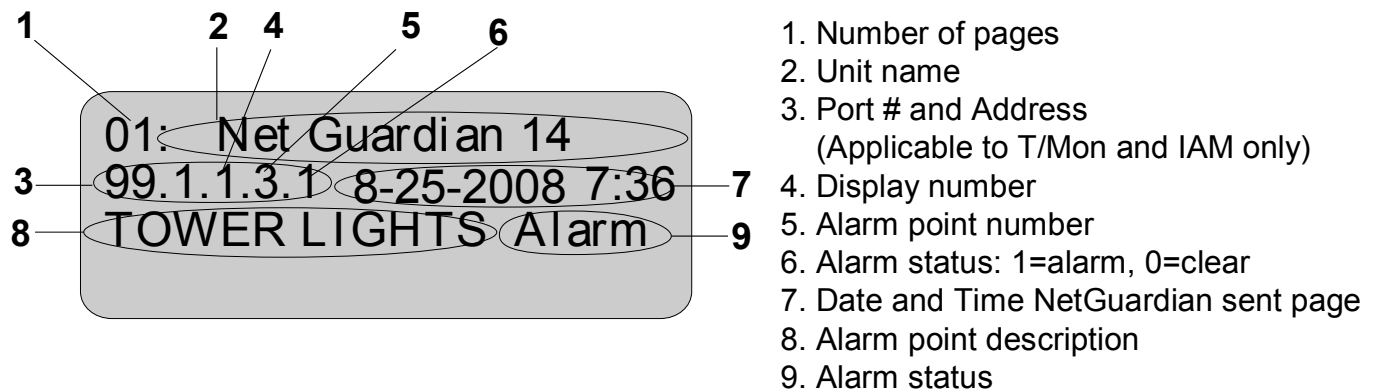 1
2
4
5
6
01: Net Guardian 14
3
99.1.1.3.1 8-25-2008 7:36
7
8
TOWER LIGHTS Alarm
9
1. Number of pages
2. Unit name
3. Port # and Address
(Applicable to T/Mon and IAM only)
4. Display number
5. Alarm point number
6. Alarm status: 1=alarm, 0=clear
7. Date and Time NetGuardian sent page
8. Alarm point description
9. Alarm status